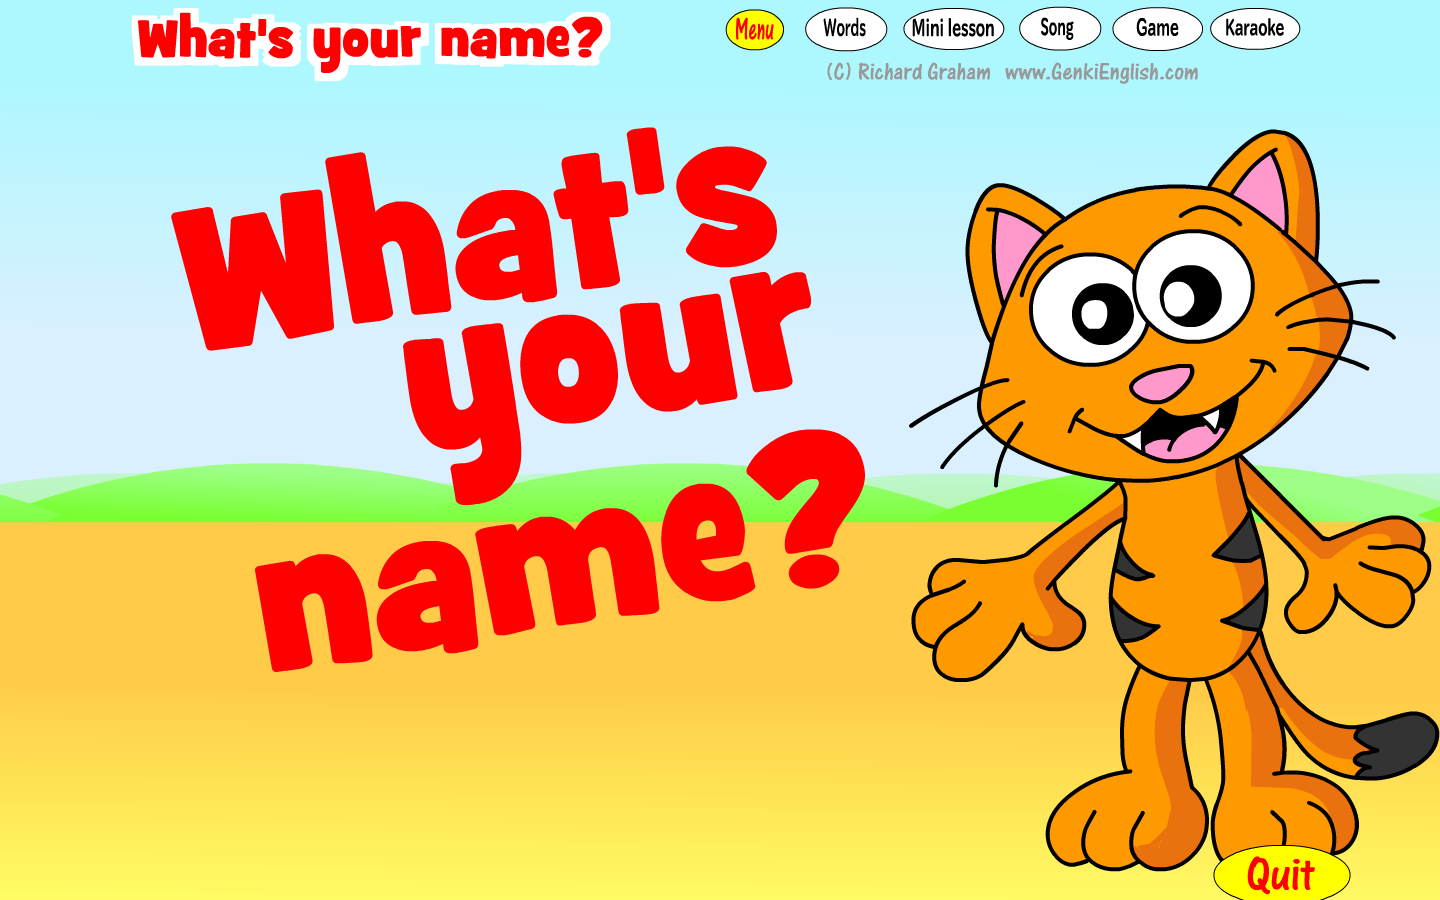 What's your name?
Menu Words Mini lesson Song Game Karaoke
(C) Richard Graham www.GenkiEnglish.com
What's
your
name?
Quit